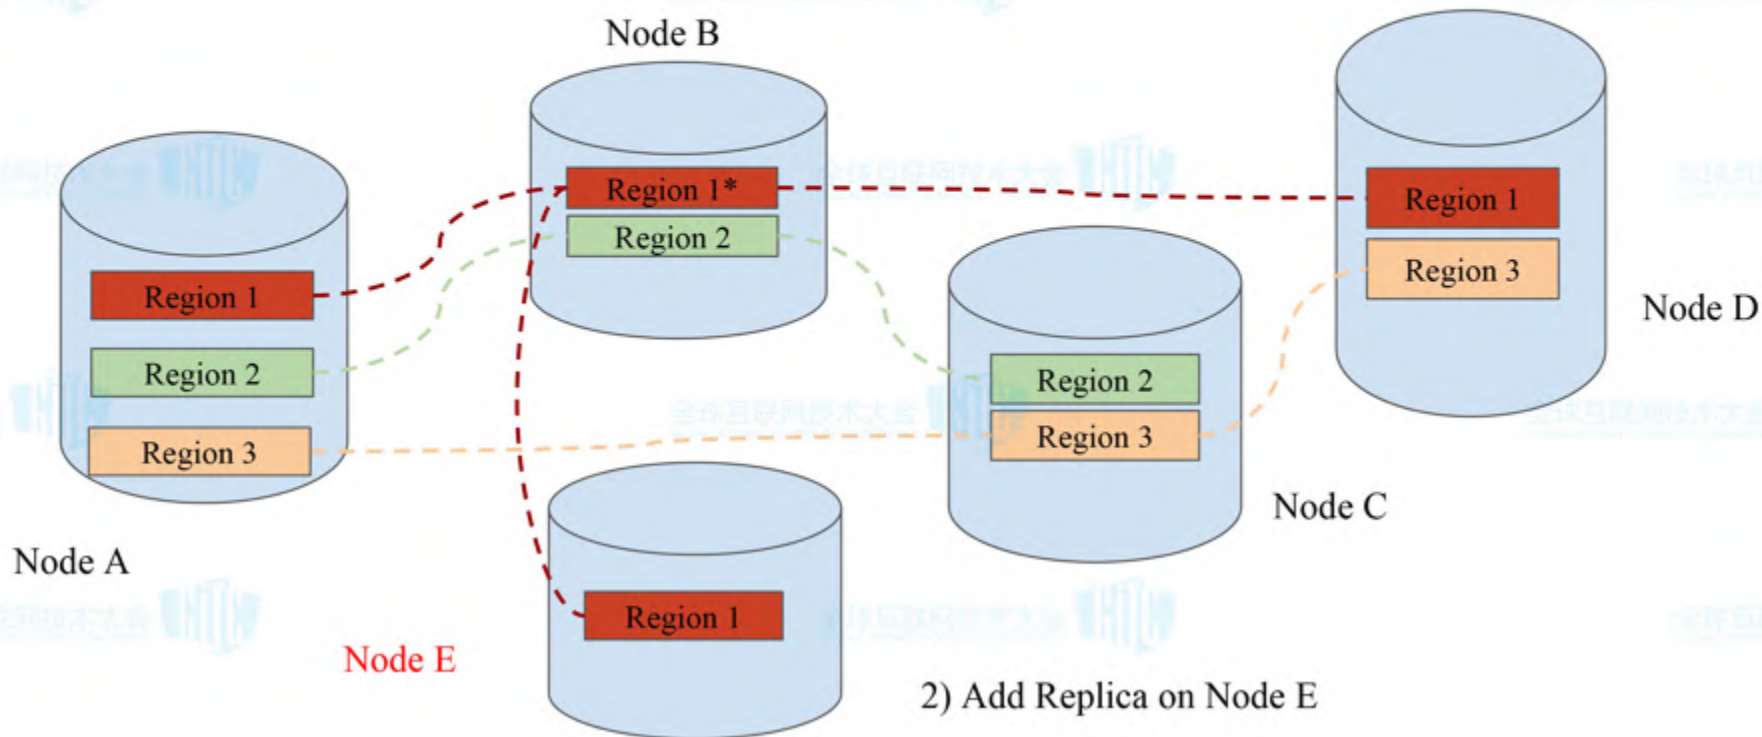 Node B
Region 1*
Region 2
Region 1
Region 3
Node D
Region 1
Region 2
Region 3
Node A
Region 2
Region 3
Node C
Region 1
Node E
2) Add Replica on Node E